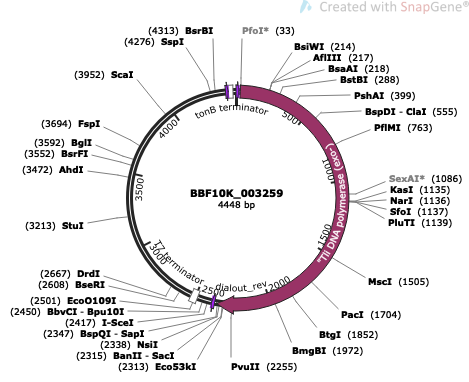 Created with SnapGene®
(4313) BsrBI
PfoI* (33)
(4276) SspI
BsiWI (214)
AflIII (217)
BsaAI (218)
BstBI (288)
(3952) ScaI
PshAI (399)
tonB terminator
BspDI - ClaI (555)
500
4000
PflMI (763)
(3694) FspI
(3592) BglI
(3552) BsrFI
(3472) AhdI
1000
SexAI* (1086)
KasI (1135)
NarI (1136)
SfoI (1137)
PluTI (1139)
3500
BBF10K_003259
4448 bp
"Tli DNA polymerase (exo-)
(3213) StuI
1500
3000
T7 terminator
MscI (1505)
(2667) DrdI
(2608) BseRI
dialout_rev
2500
2000
(2501) EcoO109I
(2450) BbvCI - Bpu10I
(2417) I-SceI
(2347) BspQI - SapI
(2338) NsiI
(2315) BanII - SacI
(2313) Eco53kI
PacI (1704)
BtgI (1852)
BmgBI (1972)
PvuII (2255)